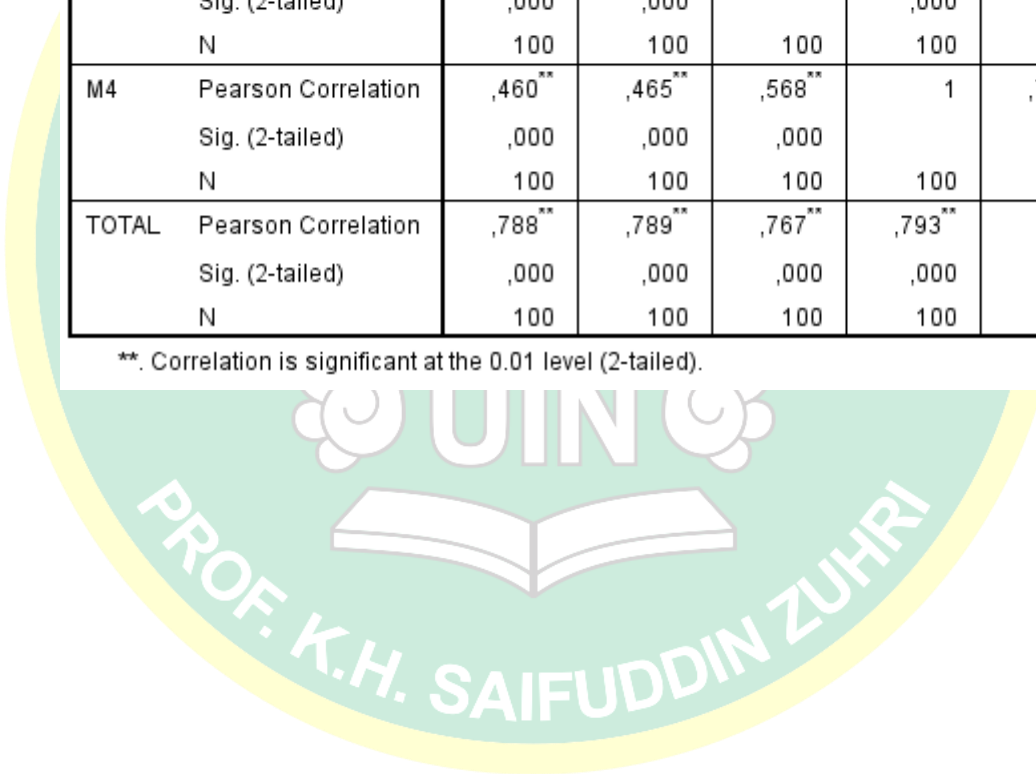 Sig. (2-tailed) ,000 ,000 ,000
N 100 100 100 100
M4 Pearson Correlation ,460** ,465** ,568** 1
Sig. (2-tailed) ,000 ,000 ,000
N 100 100 100 100
TOTAL Pearson Correlation ,788** ,789** ,767** ,793**
Sig. (2-tailed) ,000 ,000 ,000 ,000
N 100 100 100 100
**. Correlation is significant at the 0.01 level (2-tailed).
UIN
PROF. K.H. SAIFUDDIN ZUHRI